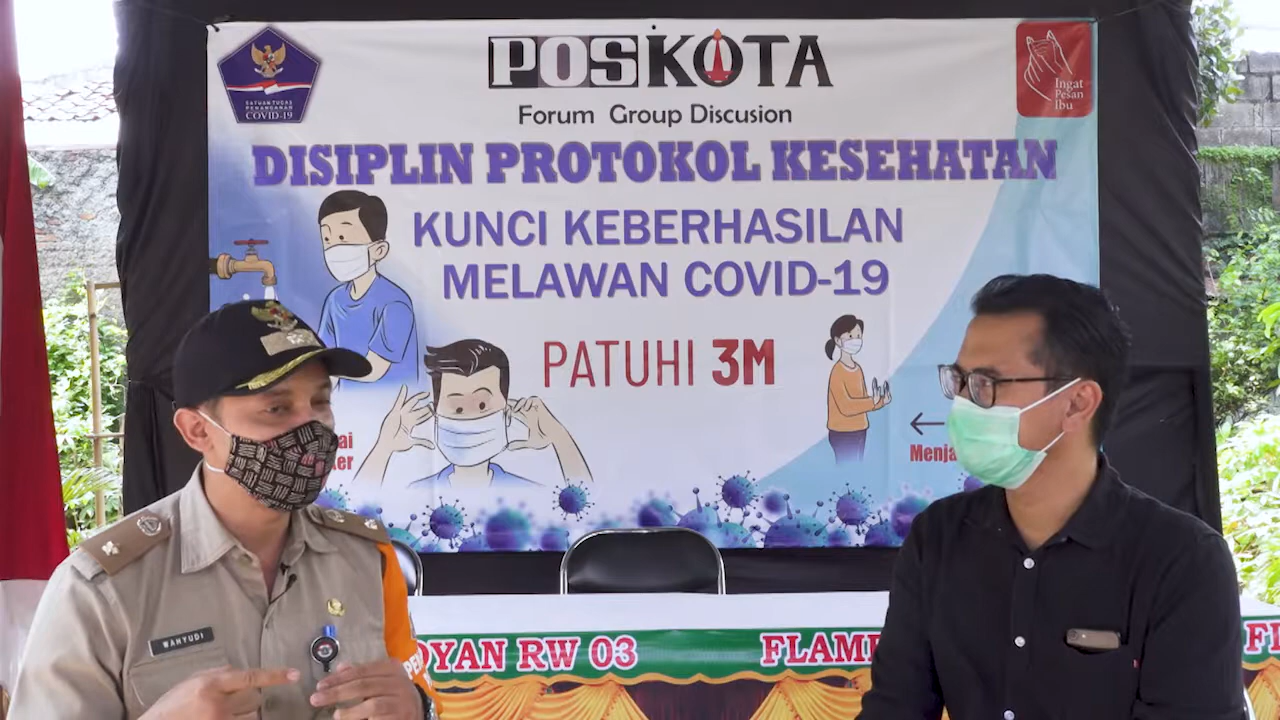 SATUAN TUGAS
PENANGANAN
COVID-19
POSKOTA
Forum Group Discusion
Ingat
Pesan
Ibu
DISIPLIN PROTOKOL KESEHATAN
KUNCI KEBERHASILAN
MELAWAN COVID-19
PATUHI 3M
WAHYUDI
RW 03